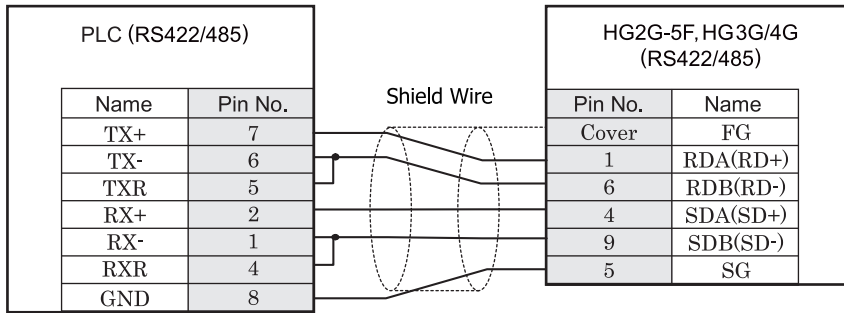 PLC (RS422/485)
HG2G-5F, HG3G/4G
(RS422/485)
Shield Wire
Name Pin No.
TX+ 7
TX- 6
TXR 5
RX+ 2
RX- 1
RXR 4
GND 8
Pin No. Name
Cover FG
1 RDA(RD+)
6 RDB(RD-)
4 SDA(SD+)
9 SDB(SD-)
5 SG